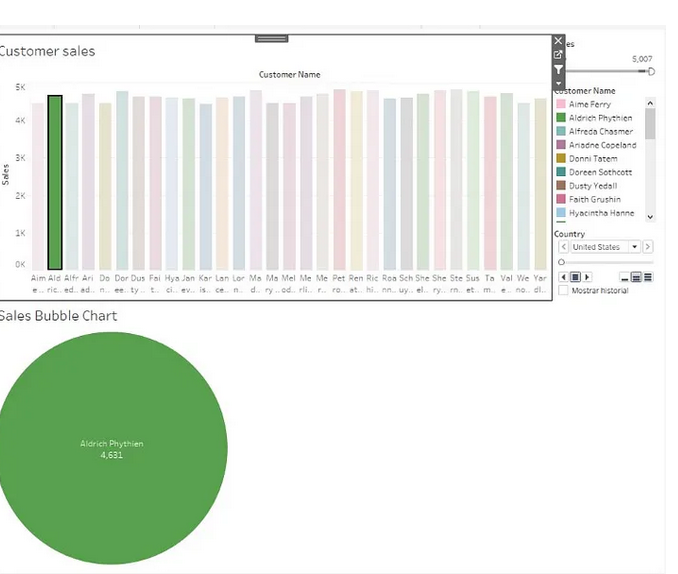 Customer sales
Customer Name
Sales
5K
4K
3K
2K
1K
0K
Aim Ald Alfr Ari Do Dor Dus Fai Hya Jan Kar Lan Lor Ma Ma Mel Me Me Pet Ren Ric Roa Sch She She Ste Sus Ta Val We Yar
e.. ric.. ed.. ad.. n.. ee.. ty .. t .. ci.. ev.. is.. ce .. n.. d.. ry .. od.. rli.. r.. ro.. at.. hi.. nn.. uy.. el.. ry.. rn.. et.. m.. e .. no.. dl..
es
5,007
Customer Name
Aime Ferry
Aldrich Phythien
Alfreda Chasmer
Ariadne Copeland
Donni Tatem
Doreen Sothcott
Dusty Yedall
Faith Grushin
Hyacintha Hanne
Country
United States
Mostrar historial
Sales Bubble Chart
Aldrich Phythien
4,631